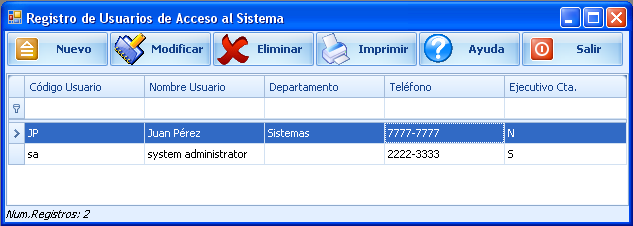 Registro de Usuarios de Acceso al Sistema
Nuevo Modificar Eliminar Imprimir Ayuda Salir
Código Usuario Nombre Usuario Departamento Teléfono Ejecutivo Cta.
JP Juan Pérez Sistemas 7777-7777 N
sa system administrator 2222-3333 S
Num.Registros: 2